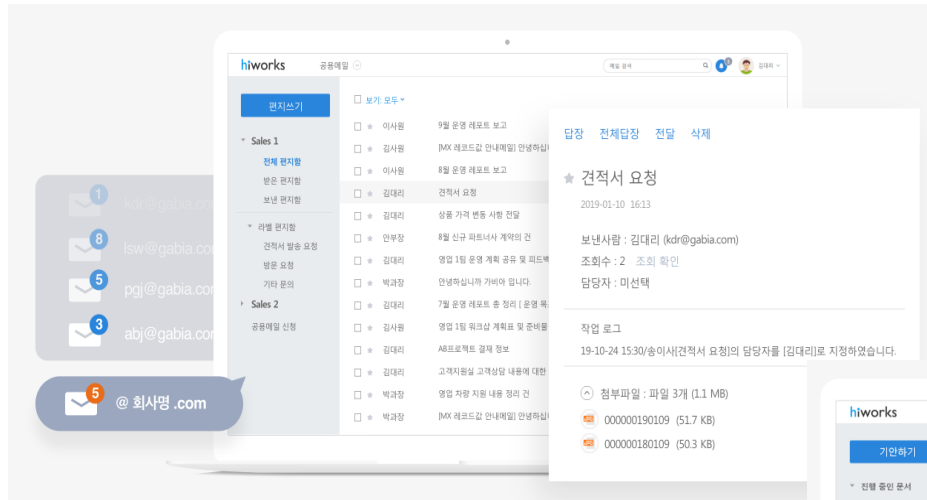 hiworks
공용메일
메일 검색
김대리
편지쓰기
Sales 1
전체 편지함
받은 편지함
보낸 편지함
라벨 편지함
견적서 발송 요청
방문 요청
기타 문의
Sales 2
공용메일 신청
보기: 모두
이사원 9월 운영 레포트 보고
김사원 [MX 레코드값 안내메일] 안녕하십니
이사원 8월 운영 레포트 보고
김대리 견적서 요청
김대리 상품 가격 변동 사항 전달
안부장 8월 신규 파트너사 계약의 건
김대리 영업 1팀 운영 계획 공유 및 피드백
박과장 안녕하십니까 가비아 입니다.
김대리 7월 운영 레포트 총 정리 [ 운영 목
김사원 영업 1팀 워크샵 계획표 및 준비물
김대리 AB프로젝트 결재 정보
김대리 고객지원실 고객상담 내용에 대한
박과장 영업 차량 지원 내용 정리 건
박과장 [MX 레코드값 안내메일] 안녕하십니
1
kdr@gabia.com
8
lsw@gabia.com
5
pgj@gabia.com
3
abj@gabia.com
5
@ 회사명 .com
답장 전체답장 전달 삭제
견적서 요청
2019-01-10 16:13
보낸사람 : 김대리 (kdr@gabia.com)
조회수 : 2 조회 확인
담당자 : 미선택
작업 로그
19-10-24 15:30/송이사[견적서 요청]의 담당자를 [김대리]로 지정하였습니다.
첨부파일 : 파일 3개 (1.1 MB)
000000190109 (51.7 KB)
000000180109 (50.3 KB)
hiworks
기안하기
진행 중인 문서